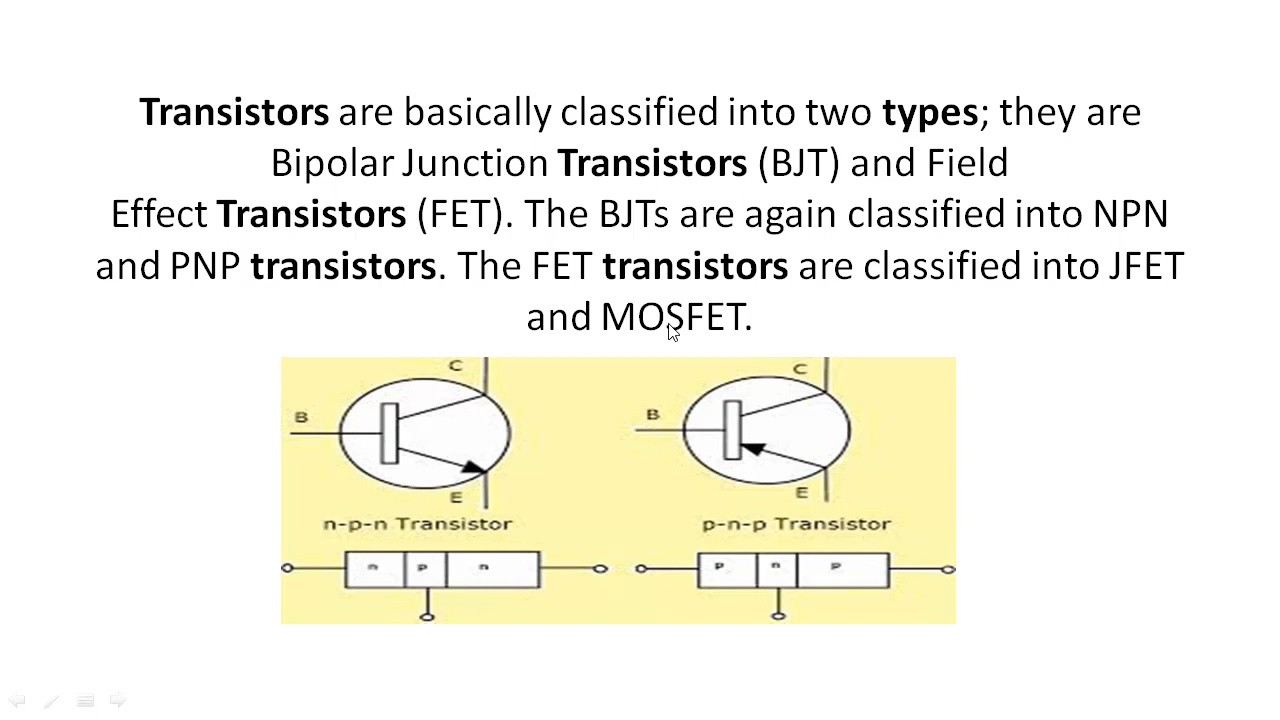 Transistors are basically classified into two types; they are
Bipolar Junction Transistors (BJT) and Field
Effect Transistors (FET). The BJTs are again classified into NPN
and PNP transistors. The FET transistors are classified into JFET
and MOSFET.
C
B
E
n-p-n Transistor
n p n
C
B
E
p-n-p Transistor
p n p